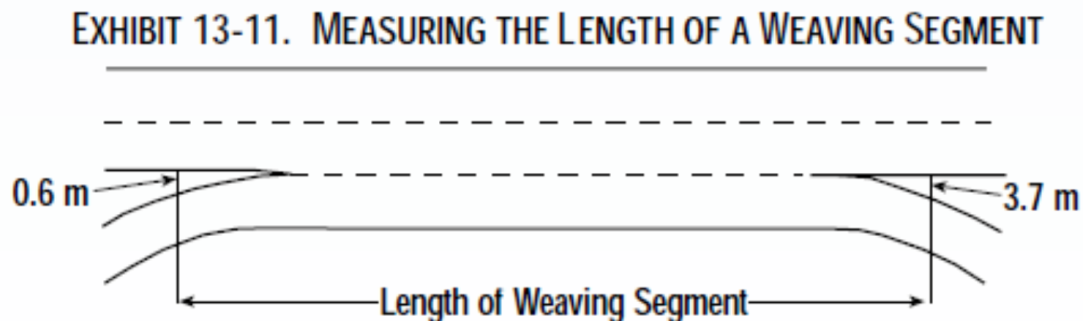 EXHIBIT 13-11. MEASURING THE LENGTH OF A WEAVING SEGMENT
0.6 m
3.7 m
Length of Weaving Segment